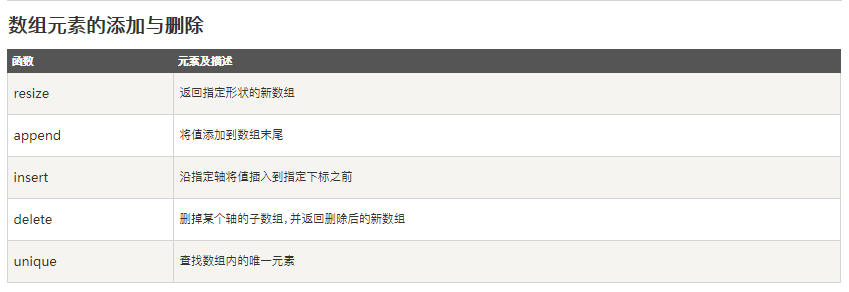 数组元素的添加与删除
函数 元素及描述
resize 返回指定形状的新数组
append 将值添加到数组末尾
insert 沿指定轴将值插入到指定下标之前
delete 删掉某个轴的子数组，并返回删除后的新数组
unique 查找数组内的唯一元素